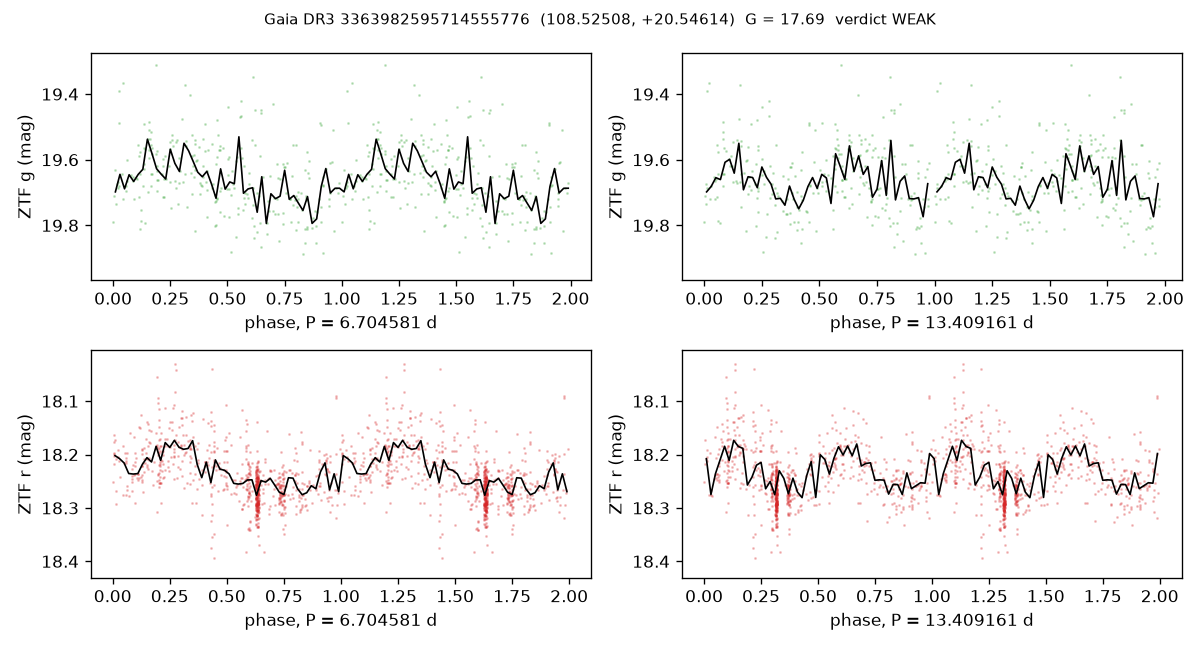 Gaia DR3 3363982595714555776 (108.52508, +20.54614) G = 17.69 verdict WEAK
ZTF g (mag)
19.4
19.6
19.8
0.00 0.25 0.50 0.75 1.00 1.25 1.50 1.75 2.00
phase, P = 6.704581 d
ZTF g (mag)
19.4
19.6
19.8
0.00 0.25 0.50 0.75 1.00 1.25 1.50 1.75 2.00
phase, P = 13.409161 d
ZTF r (mag)
18.1
18.2
18.3
18.4
0.00 0.25 0.50 0.75 1.00 1.25 1.50 1.75 2.00
phase, P = 6.704581 d
ZTF r (mag)
18.1
18.2
18.3
18.4
0.00 0.25 0.50 0.75 1.00 1.25 1.50 1.75 2.00
phase, P = 13.409161 d